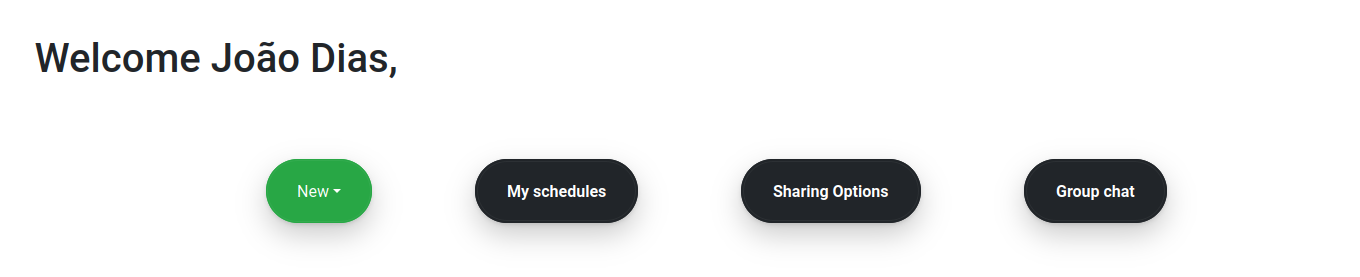 Welcome João Dias,
New
My schedules
Sharing Options
Group chat